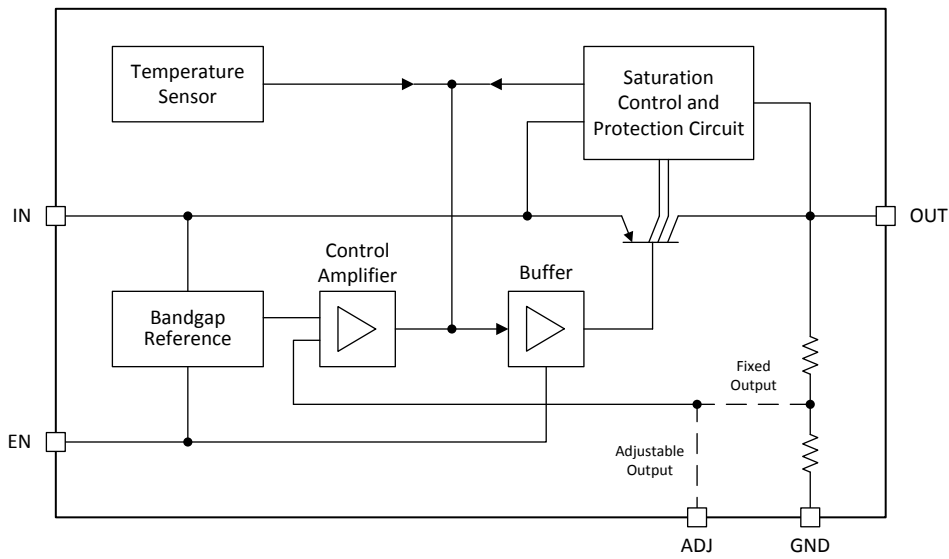 Temperature
Sensor
Saturation
Control and
Protection Circuit
IN
OUT
Control
Amplifier
Buffer
Bandgap
Reference
Fixed
Output
EN
Adjustable
Output
ADJ
GND